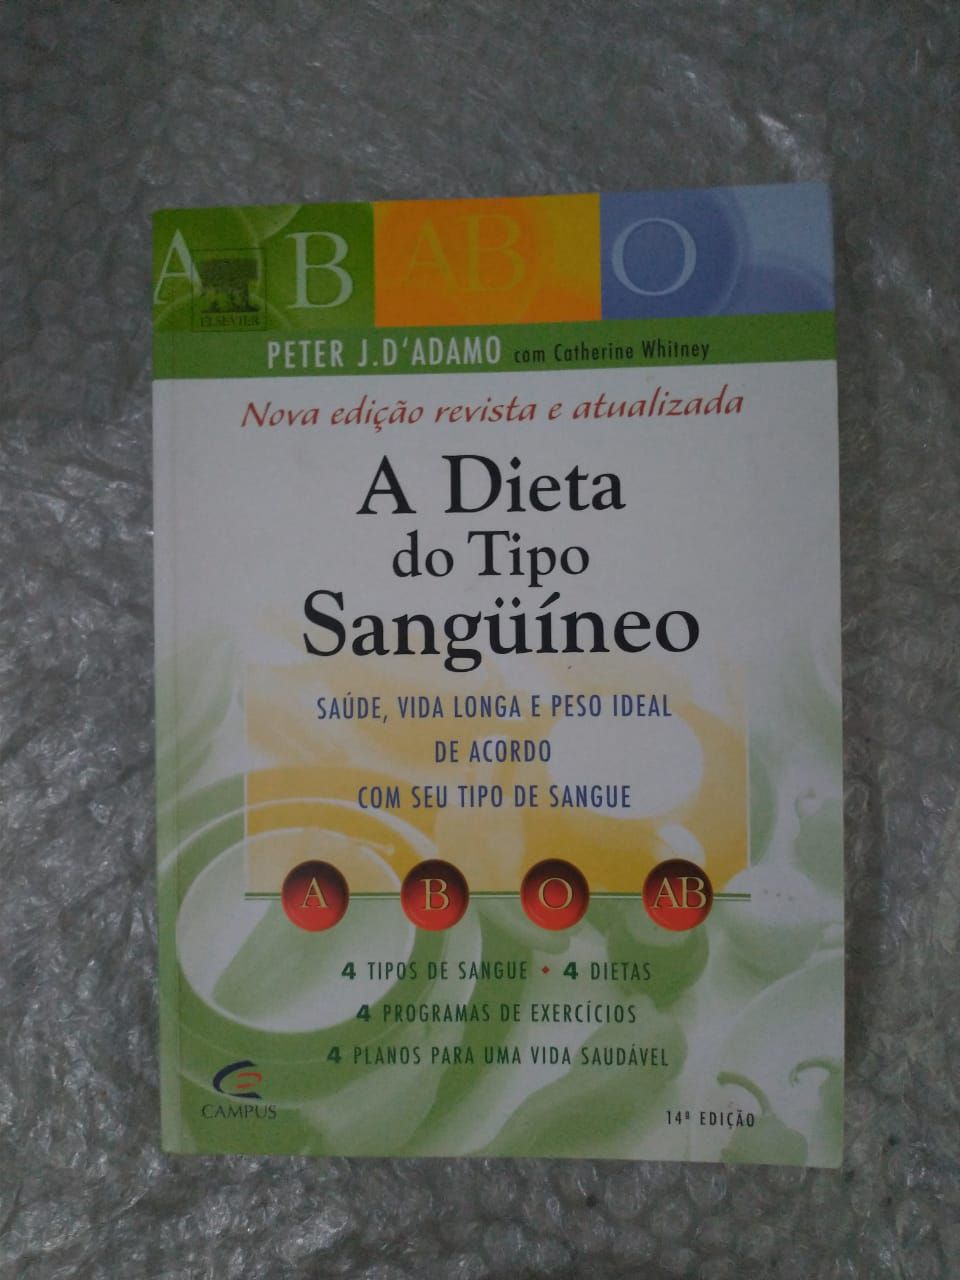 A B AB O
ELSEVIER
PETER J. D'ADAMO com Catherine Whitney
Nova edição revista e atualizada
A Dieta
do Tipo
Sangüíneo
SAÚDE, VIDA LONGA E PESO IDEAL
DE ACORDO
COM SEU TIPO DE SANGUE
A B O AB
4 TIPOS DE SANGUE • 4 DIETAS
4 PROGRAMAS DE EXERCÍCIOS
4 PLANOS PARA UMA VIDA SAUDÁVEL
CAMPUS
14ª EDIÇÃO